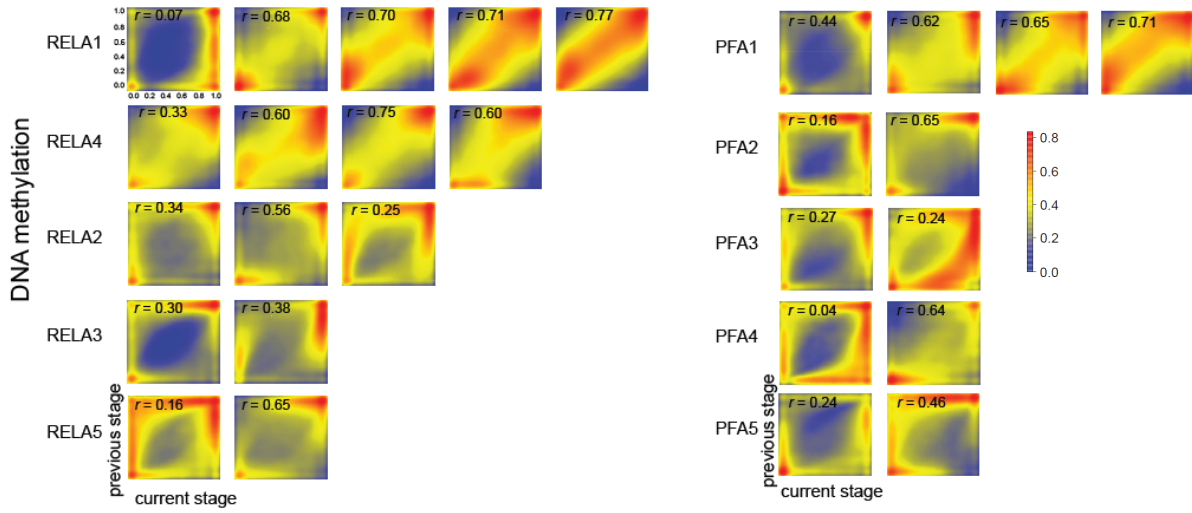 DNA methylation
RELA1
r = 0.07
r = 0.68
r = 0.70
r = 0.71
r = 0.77
1.0
0.8
0.6
0.4
0.2
0.0
0.0 0.2 0.4 0.6 0.8 1.0
RELA4
r = 0.33
r = 0.60
r = 0.75
r = 0.60
RELA2
r = 0.34
r = 0.56
r = 0.25
RELA3
r = 0.30
r = 0.38
RELA5
r = 0.16
r = 0.65
previous stage
current stage
PFA1
r = 0.44
r = 0.62
r = 0.65
r = 0.71
PFA2
r = 0.16
r = 0.65
PFA3
r = 0.27
r = 0.24
PFA4
r = 0.04
r = 0.64
PFA5
r = 0.24
r = 0.46
previous stage
current stage
0.8
0.6
0.4
0.2
0.0